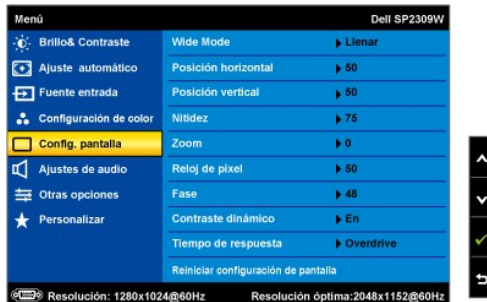 Menú Dell SP2309W
Brillo& Contraste
Ajuste automático
Fuente entrada
Configuración de color
Config. pantalla
Ajustes de audio
Otras opciones
Personalizar
Wide Mode Llenar
Posición horizontal 50
Posición vertical 50
Nitidez 75
Zoom 0
Reloj de pixel 50
Fase 48
Contraste dinámico En
Tiempo de respuesta Overdrive
Reiniciar configuración de pantalla
Resolución: 1280x1024@60Hz Resolución óptima:2048x1152@60Hz